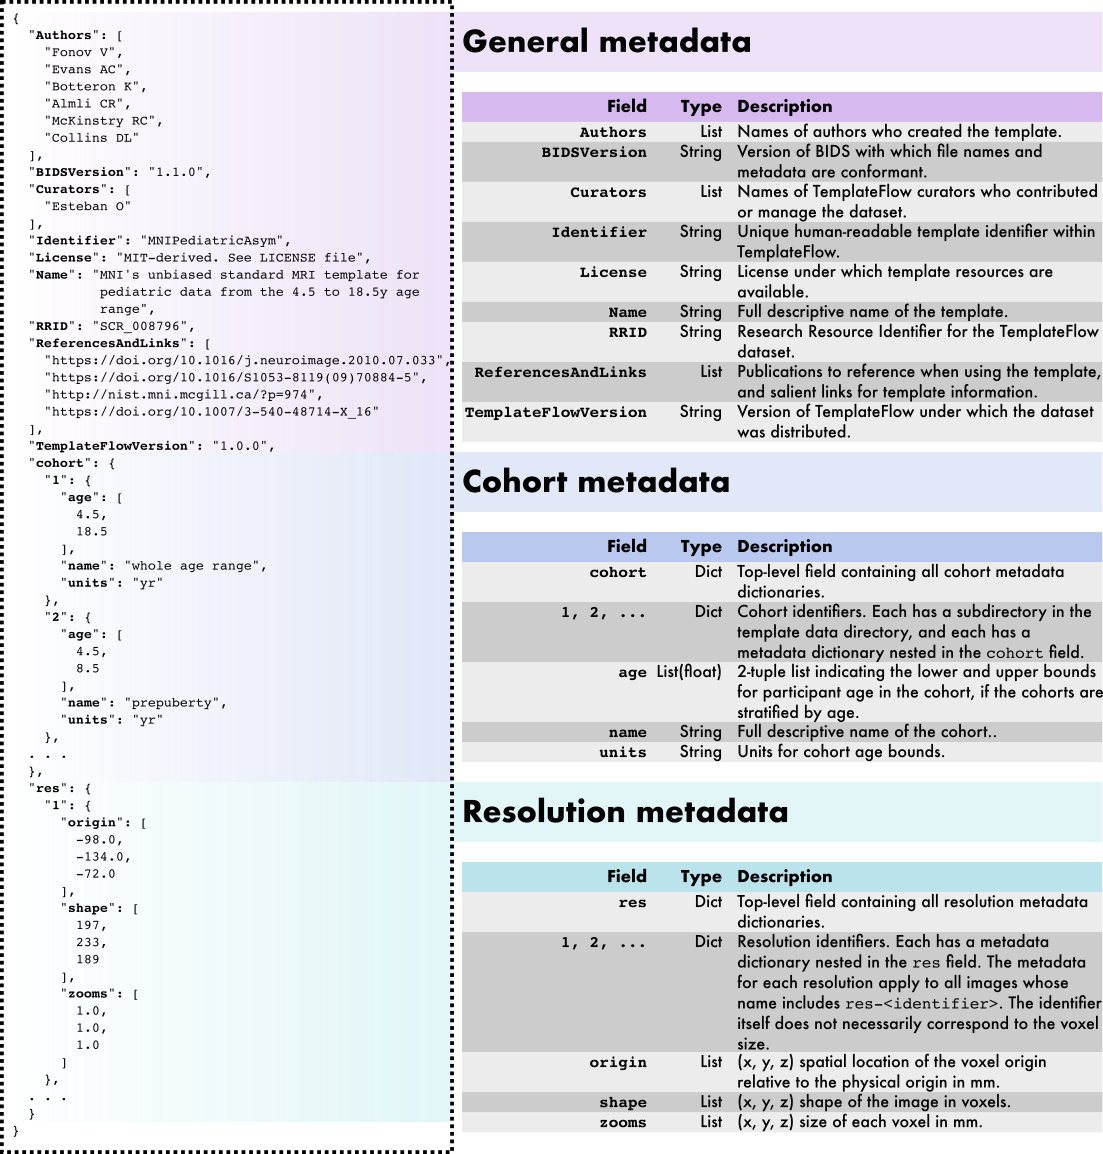 {
"Authors": [
"Fonov V",
"Evans AC",
"Botteron K",
"Almli CR",
"McKinstry RC",
"Collins DL"
],
"BIDSVersion": "1.1.0",
"Curators": [
"Esteban O"
],
"Identifier": "MNIPediatricAsym",
"License": "MIT-derived. See LICENSE file",
"Name": "MNI's unbiased standard MRI template for
pediatric data from the 4.5 to 18.5y age
range",
"RRID": "SCR_008796",
"ReferencesAndLinks": [
"https://doi.org/10.1016/j.neuroimage.2010.07.033",
"https://doi.org/10.1016/S1053-8119(09)70884-5",
"http://nist.mni.mcgill.ca/?p=974",
"https://doi.org/10.1007/3-540-48714-X_16"
],
"TemplateFlowVersion": "1.0.0",
"cohort": {
"1": {
"age": [
4.5,
18.5
],
"name": "whole age range",
"units": "yr"
},
"2": {
"age": [
4.5,
8.5
],
"name": "prepuberty",
"units": "yr"
},
. . .
},
"res": {
"1": {
"origin": [
-98.0,
-134.0,
-72.0
],
"shape": [
197,
233,
189
],
"zooms": [
1.0,
1.0,
1.0
]
},
. . .
}
}
General metadata
Field Type Description
Authors List Names of authors who created the template.
BIDSVersion String Version of BIDS with which file names and
metadata are conformant.
Curators List Names of TemplateFlow curators who contributed
or manage the dataset.
Identifier String Unique human-readable template identifier within
TemplateFlow.
License String License under which template resources are
available.
Name String Full descriptive name of the template.
RRID String Research Resource Identifier for the TemplateFlow
dataset.
ReferencesAndLinks List Publications to reference when using the template,
and salient links for template information.
TemplateFlowVersion String Version of TemplateFlow under which the dataset
was distributed.
Cohort metadata
Field Type Description
cohort Dict Top-level field containing all cohort metadata
dictionaries.
1, 2, ... Dict Cohort identifiers. Each has a subdirectory in the
template data directory, and each has a
metadata dictionary nested in the cohort field.
age List(float) 2-tuple list indicating the lower and upper bounds
for participant age in the cohort, if the cohorts are
stratified by age.
name String Full descriptive name of the cohort..
units String Units for cohort age bounds.
Resolution metadata
Field Type Description
res Dict Top-level field containing all resolution metadata
dictionaries.
1, 2, ... Dict Resolution identifiers. Each has a metadata
dictionary nested in the res field. The metadata
for each resolution apply to all images whose
name includes res-<identifier>. The identifier
itself does not necessarily correspond to the voxel
size.
origin List (x, y, z) spatial location of the voxel origin
relative to the physical origin in mm.
shape List (x, y, z) shape of the image in voxels.
zooms List (x, y, z) size of each voxel in mm.